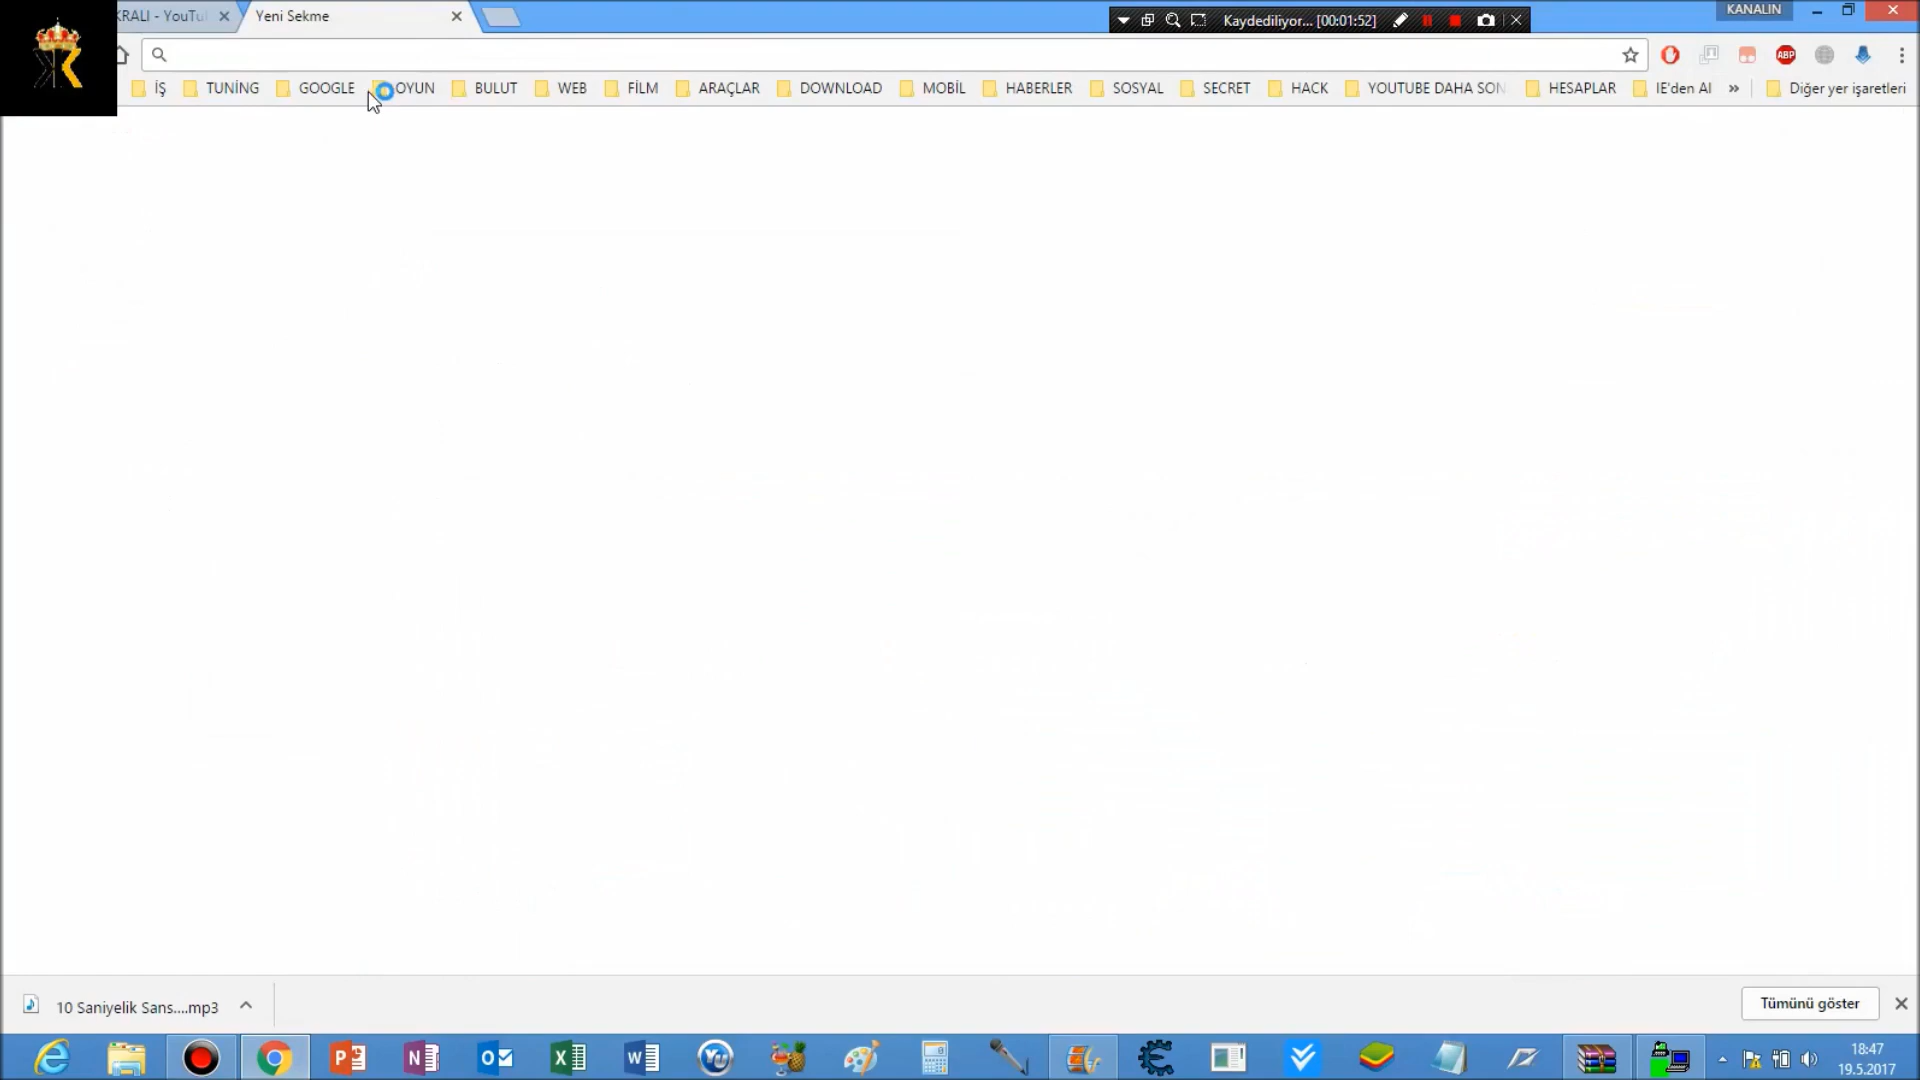 KRALI - YouTu
Yeni Sekme
Kaydediliyor... [00:01:52]
KANALIN
ABP
İŞ
TUNİNG
GOOGLE
OYUN
BULUT
WEB
FİLM
ARAÇLAR
DOWNLOAD
MOBİL
HABERLER
SOSYAL
SECRET
HACK
YOUTUBE DAHA SON
HESAPLAR
IE'den Al
»
Diğer yer işaretleri
10 Saniyelik Sans....mp3
Tümünü göster
18:47
19.5.2017